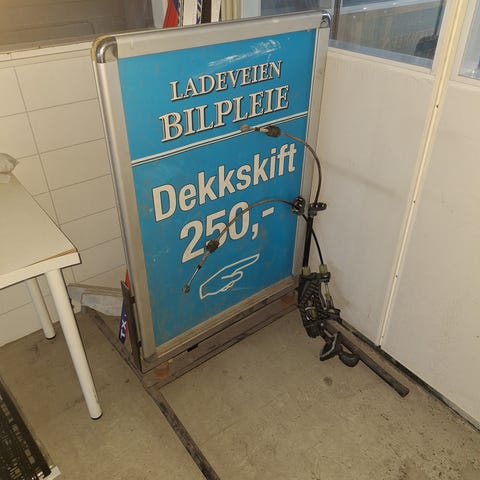 LADEVEIEN
BILPLEIE
Dekkskift
250,-